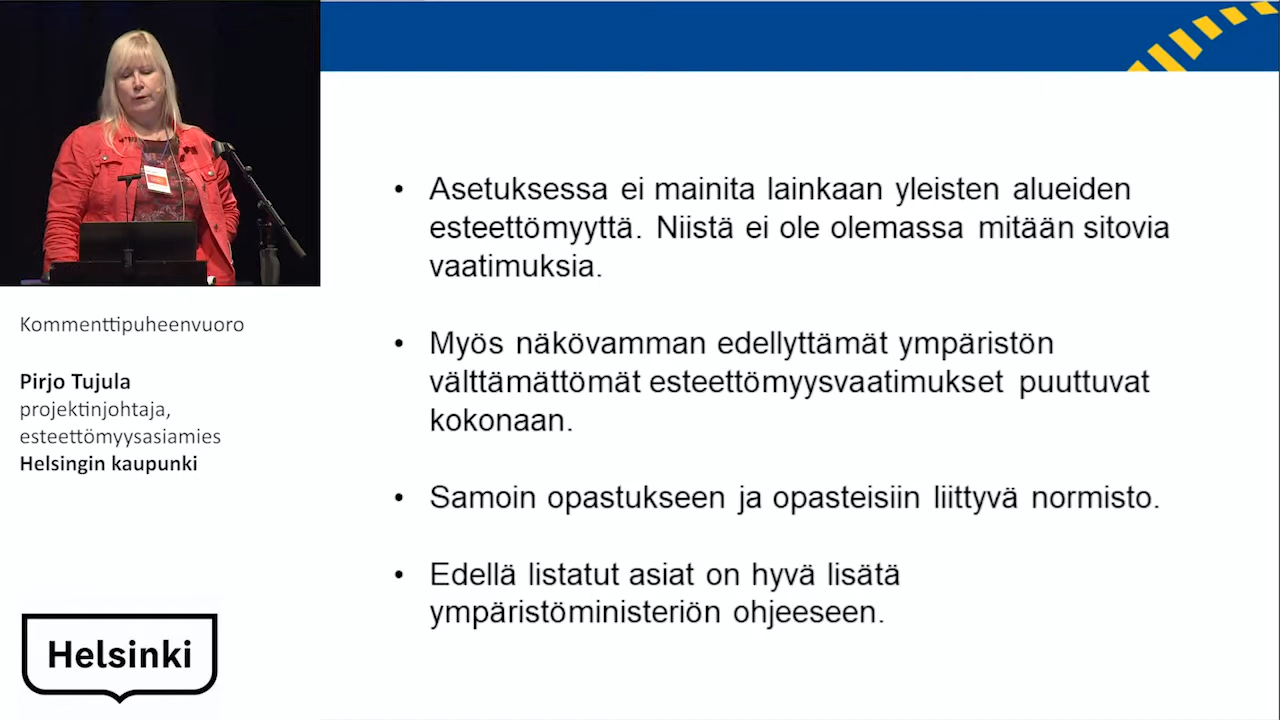 Kommenttipuheenvuoro
Pirjo Tujula
projektinjohtaja,
esteettömyysasiamies
Helsingin kaupunki
Helsinki
• Asetuksessa ei mainita lainkaan yleisten alueiden
esteettömyyttä. Niistä ei ole olemassa mitään sitovia
vaatimuksia.
• Myös näkövamman edellyttämät ympäristön
välttämättömät esteettömyysvaatimukset puuttuvat
kokonaan.
• Samoin opastukseen ja opasteisiin liittyvä normisto.
• Edellä listatut asiat on hyvä lisätä
ympäristöministeriön ohjeeseen.